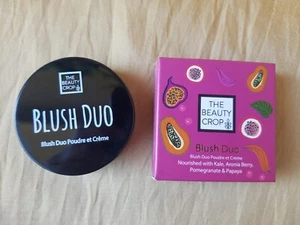 THE
BEAUTY
CROP
BLUSH DUO
Blush Duo Poudre et Crème
THE
BEAUTY
CROP
Blush Duo
Blush Duo Poudre et Crème
Nourished with Kale, Aronia Berry,
Pomegranate & Papaya